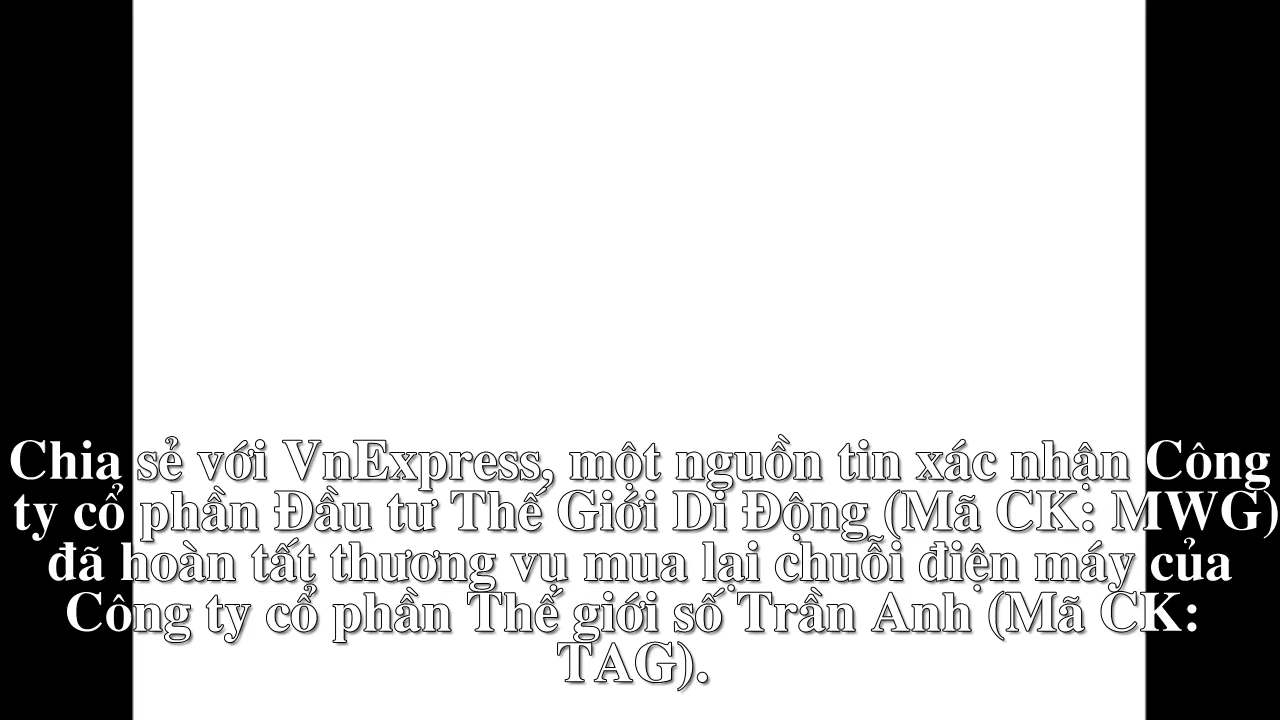 Chia sẻ với VnExpress, một nguồn tin xác nhận Công
ty cổ phần Đầu tư Thế Giới Di Động (Mã CK: MWG)
đã hoàn tất thương vụ mua lại chuỗi điện máy của
Công ty cổ phần Thế giới số Trần Anh (Mã CK:
TAG).